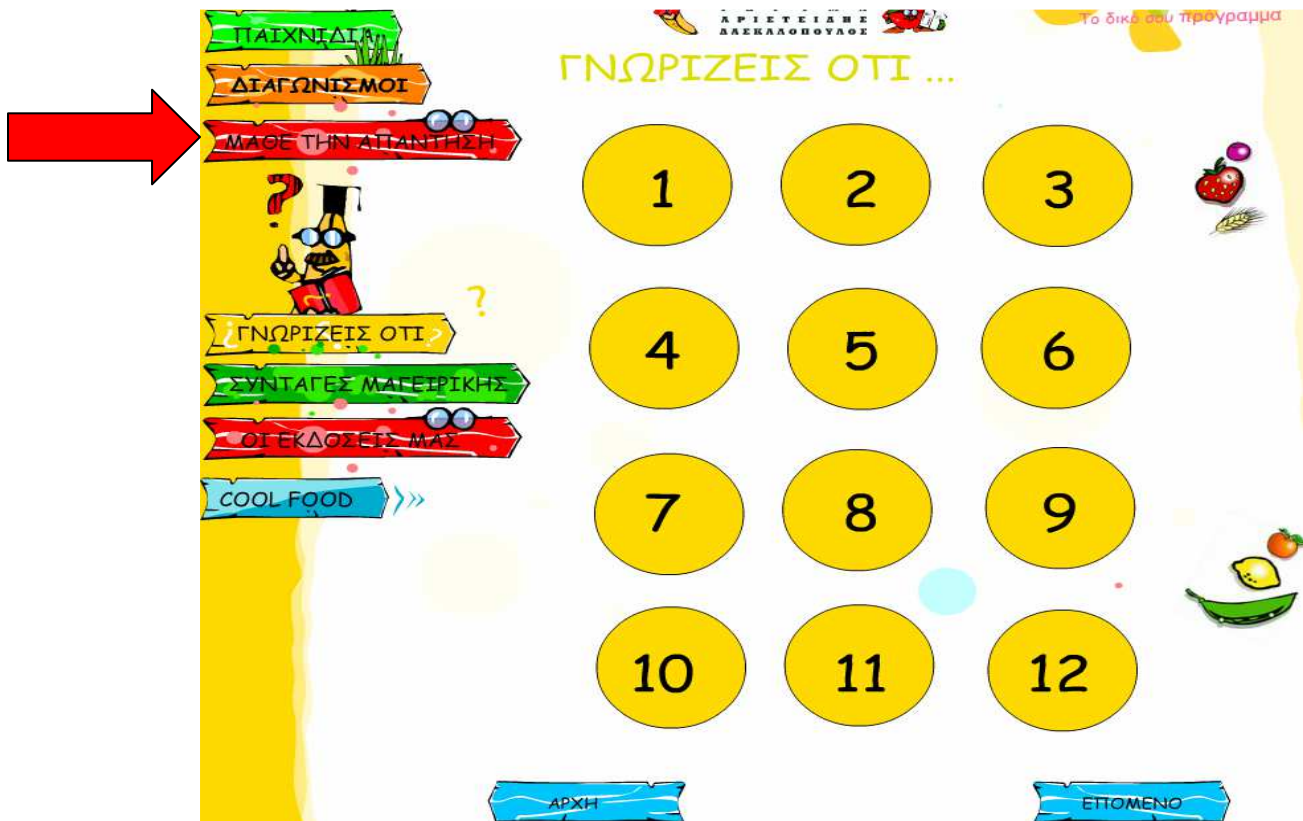 ΠΑΙΧΝΙΔΙΑ
ΔΙΑΓΩΝΙΣΜΟΙ
ΜΑΘΕ ΤΗΝ ΑΠΑΝΤΗΣΗ
?
?
¿ΓΝΩΡΙΖΕΙΣ ΟΤΙ?
ΣΥΝΤΑΓΕΣ ΜΑΓΕΙΡΙΚΗΣ
ΟΙ ΕΚΔΟΣΕΙΣ ΜΑΣ
COOL FOOD
ΑΡΙΣΤΕΙΔΗΣ
ΔΑΣΚΑΛΟΠΟΥΛΟΣ
Το δικό σου πρόγραμμα
ΓΝΩΡΙΖΕΙΣ ΟΤΙ ...
1 2 3
4 5 6
7 8 9
10 11 12
ΑΡΧΗ
ΕΠΟΜΕΝΟ